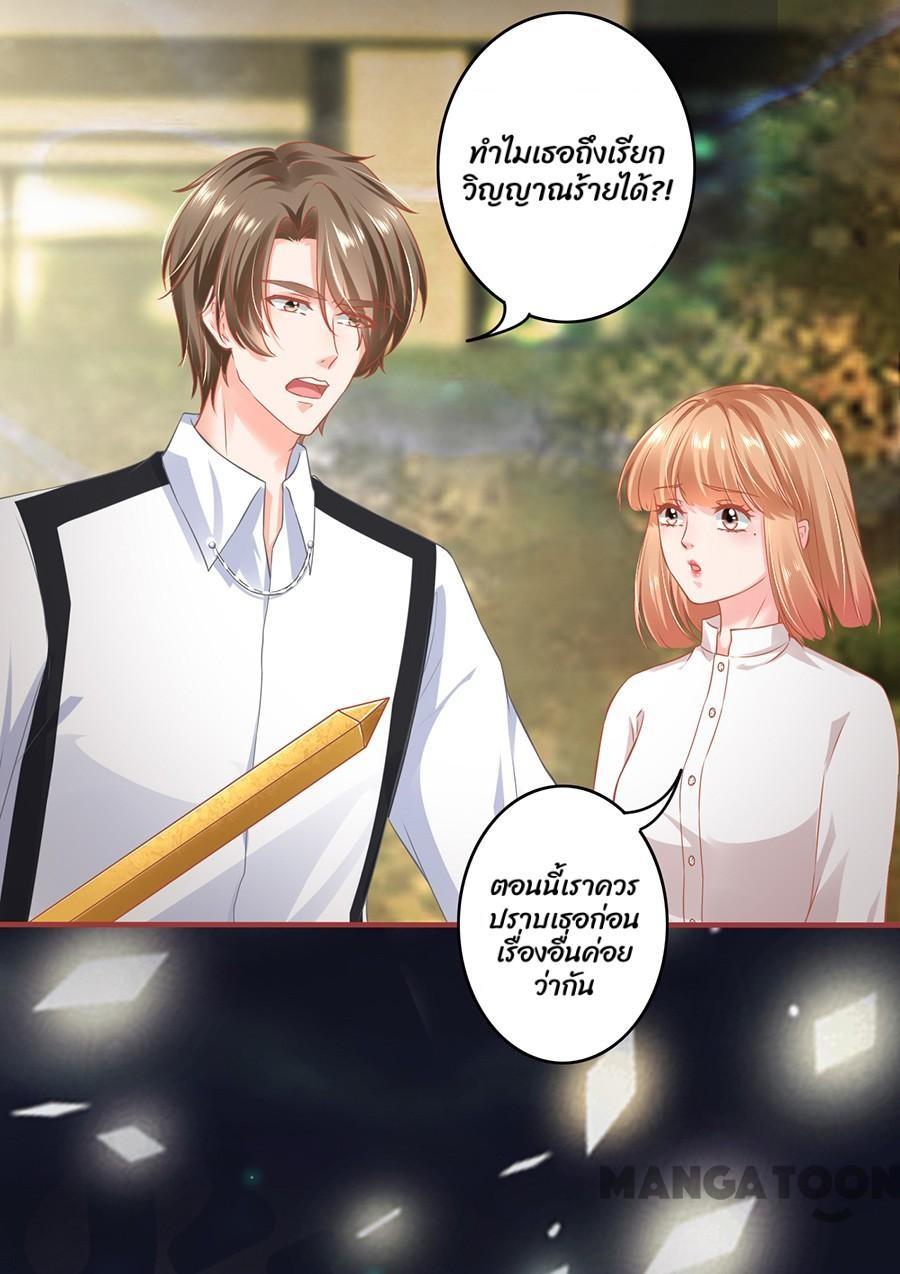 ทำไมเธอถึงเรียก
วิญญาณร้ายได้?!
ตอนนี้เราควร
ปราบเธอก่อน
เรื่องอื่นค่อย
ว่ากัน
MANGATOON